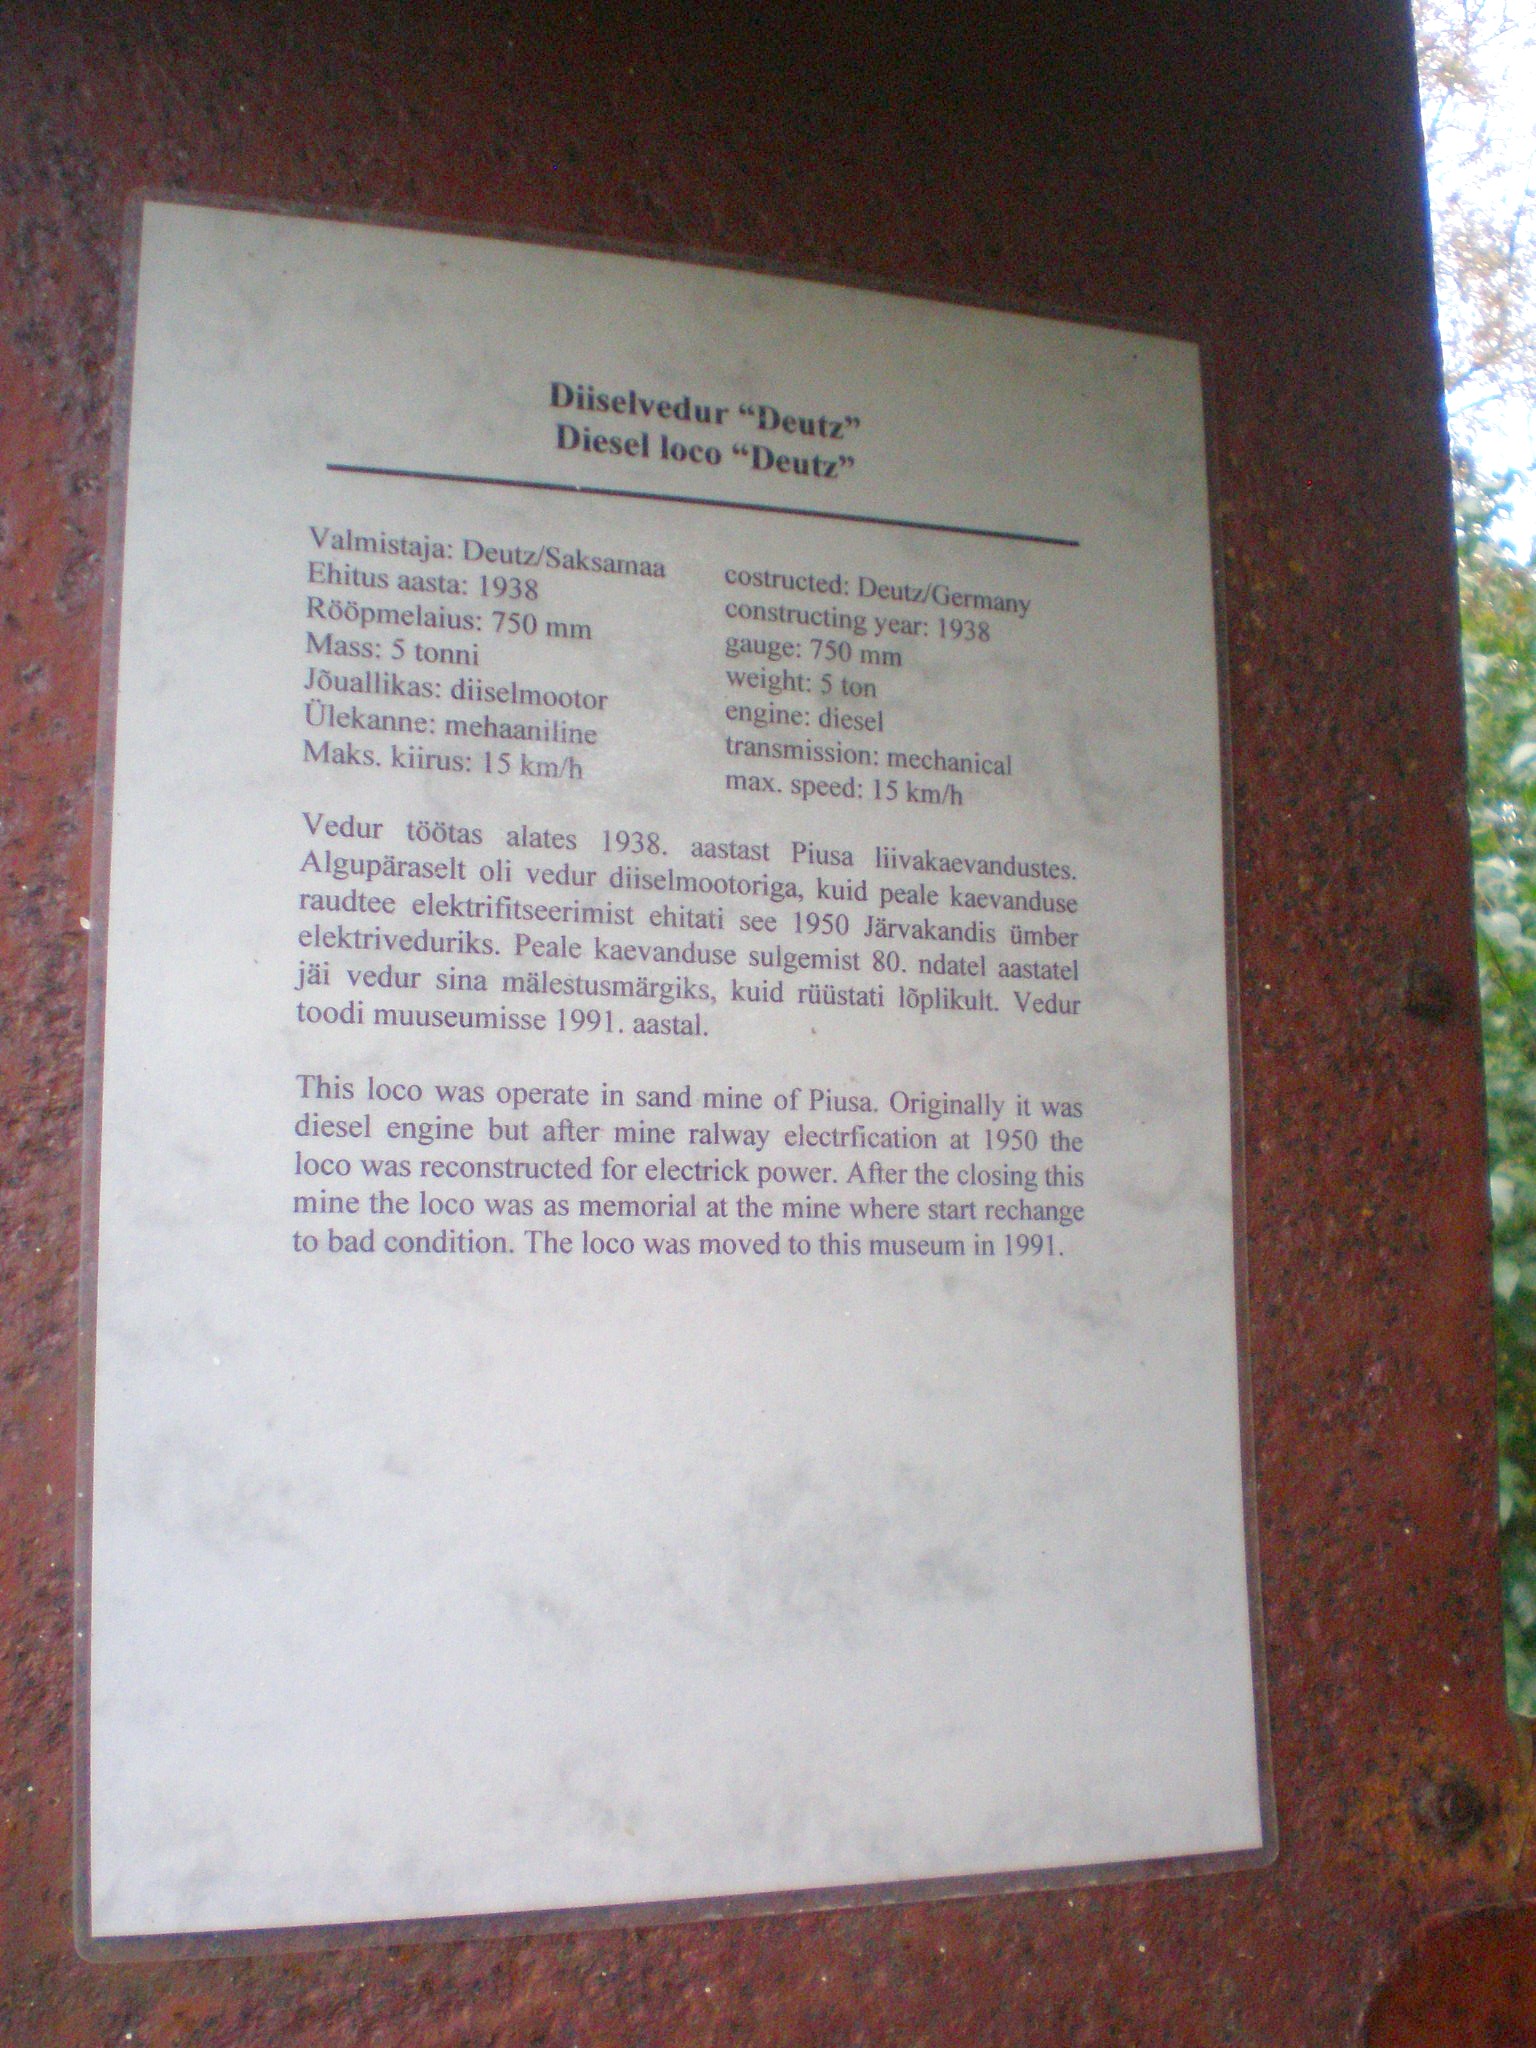 Diiselvedur “Deutz”
Diesel loco “Deutz”
Valmistaja: Deutz/Saksamaa
Ehitus aasta: 1938
Rööpmelaius: 750 mm
Mass: 5 tonni
Jõuallikas: diiselmootor
Ülekanne: mehaaniline
Maks. kiirus: 15 km/h
costructed: Deutz/Germany
constructing year: 1938
gauge: 750 mm
weight: 5 ton
engine: diesel
transmission: mechanical
max. speed: 15 km/h
Vedur töötas alates 1938. aastast Piusa liivakaevandustes.
Algupäraselt oli vedur diiselmootoriga, kuid peale kaevanduse
raudtee elektrifitseerimist ehitati see 1950 Järvakandis ümber
elektriveduriks. Peale kaevanduse sulgemist 80. ndatel aastatel
jäi vedur sina mälestusmärgiks, kuid rüüstati lõplikult. Vedur
toodi muuseumisse 1991. aastal.
This loco was operate in sand mine of Piusa. Originally it was
diesel engine but after mine ralway electrfication at 1950 the
loco was reconstructed for electrick power. After the closing this
mine the loco was as memorial at the mine where start rechange
to bad condition. The loco was moved to this museum in 1991.